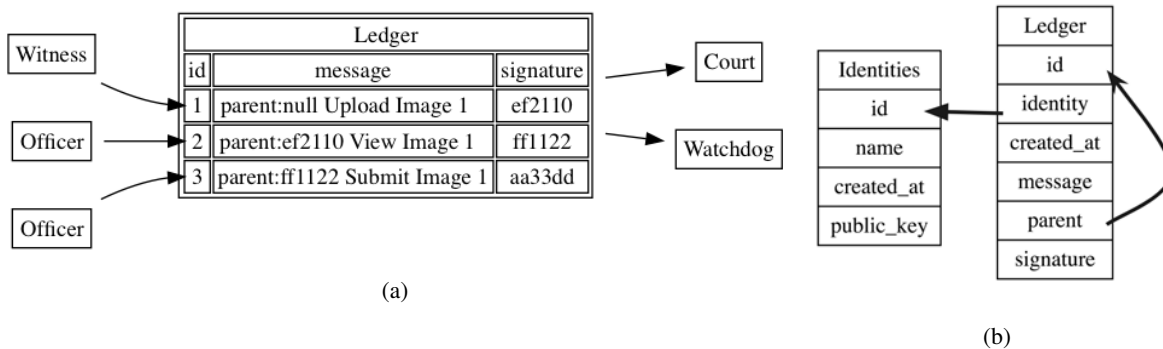 Witness
Officer
Officer
Ledger
id message signature
1 parent:null Upload Image 1 ef2110
2 parent:ef2110 View Image 1 ff1122
3 parent:ff1122 Submit Image 1 aa33dd
Court
Watchdog
(a)
Identities
id
name
created_at
public_key
Ledger
id
identity
created_at
message
parent
signature
(b)